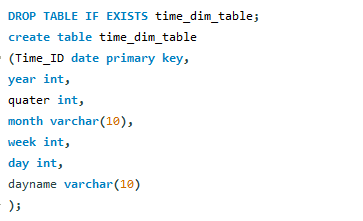 DROP TABLE IF EXISTS time_dim_table;
create table time_dim_table
(Time_ID date primary key,
year int,
quater int,
month varchar(10),
week int,
day int,
dayname varchar(10)
);